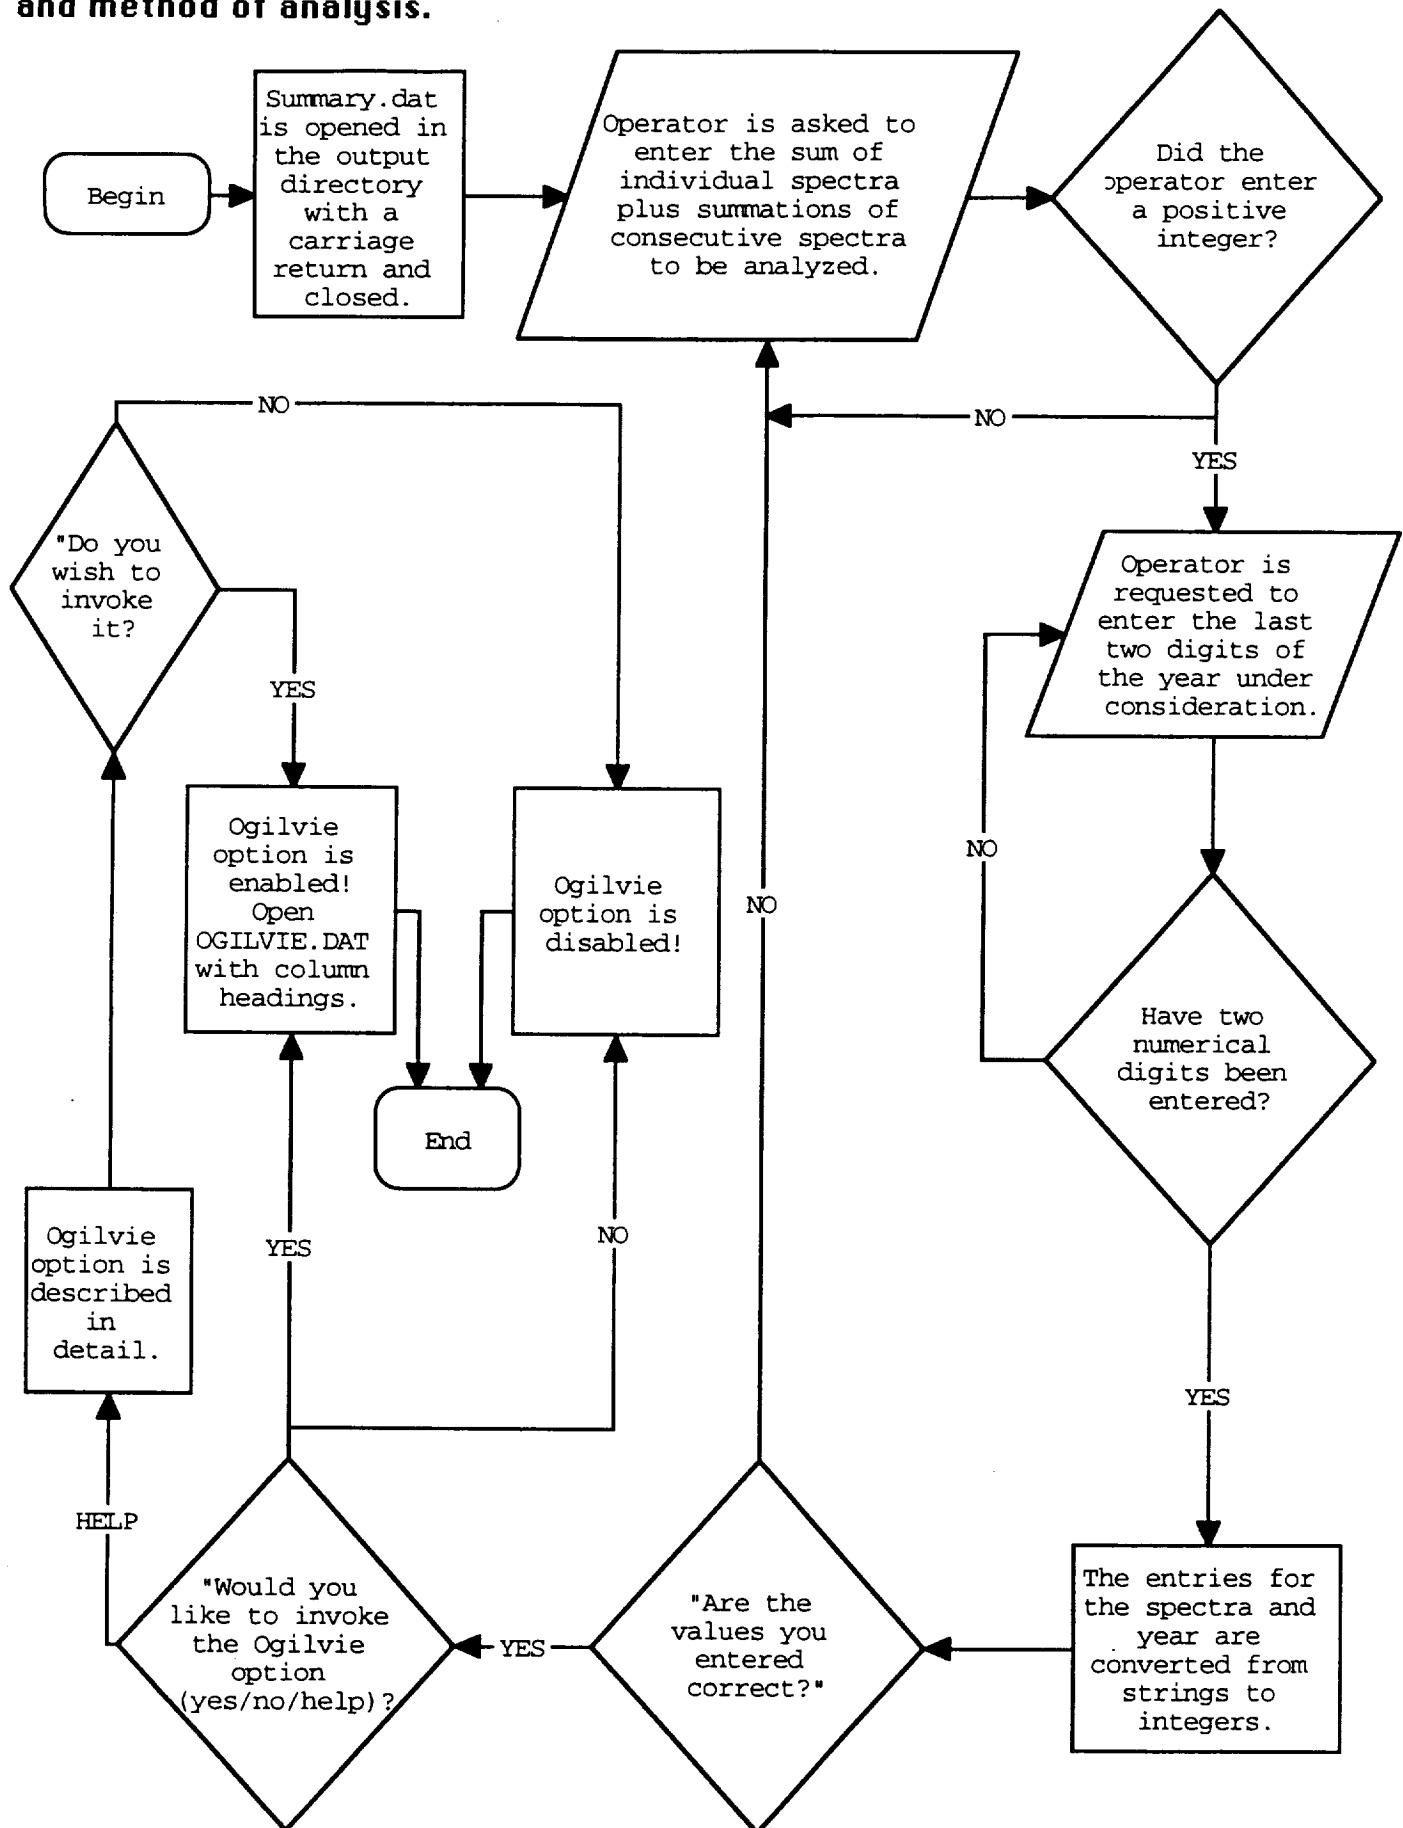 and method of analysis.
Begin
Summary.dat
is opened in
the output
directory
with a
carriage
return and
closed.
Operator is asked to
enter the sum of
individual spectra
plus summations of
consecutive spectra
to be analyzed.
Did the
operator enter
a positive
integer?
NO
YES
Operator is
requested to
enter the last
two digits of
the year under
consideration.
NO
Have two
numerical
digits been
entered?
YES
The entries for
the spectra and
year are
converted from
strings to
integers.
"Are the
values you
entered
correct?"
NO
YES
"Would you
like to invoke
the Ogilvie
option
(yes/no/help)?
HELP
YES
NO
Ogilvie
option is
described
in
detail.
"Do you
wish to
invoke
it?
NO
YES
Ogilvie
option is
enabled!
Open
OGILVIE.DAT
with column
headings.
Ogilvie
option is
disabled!
End